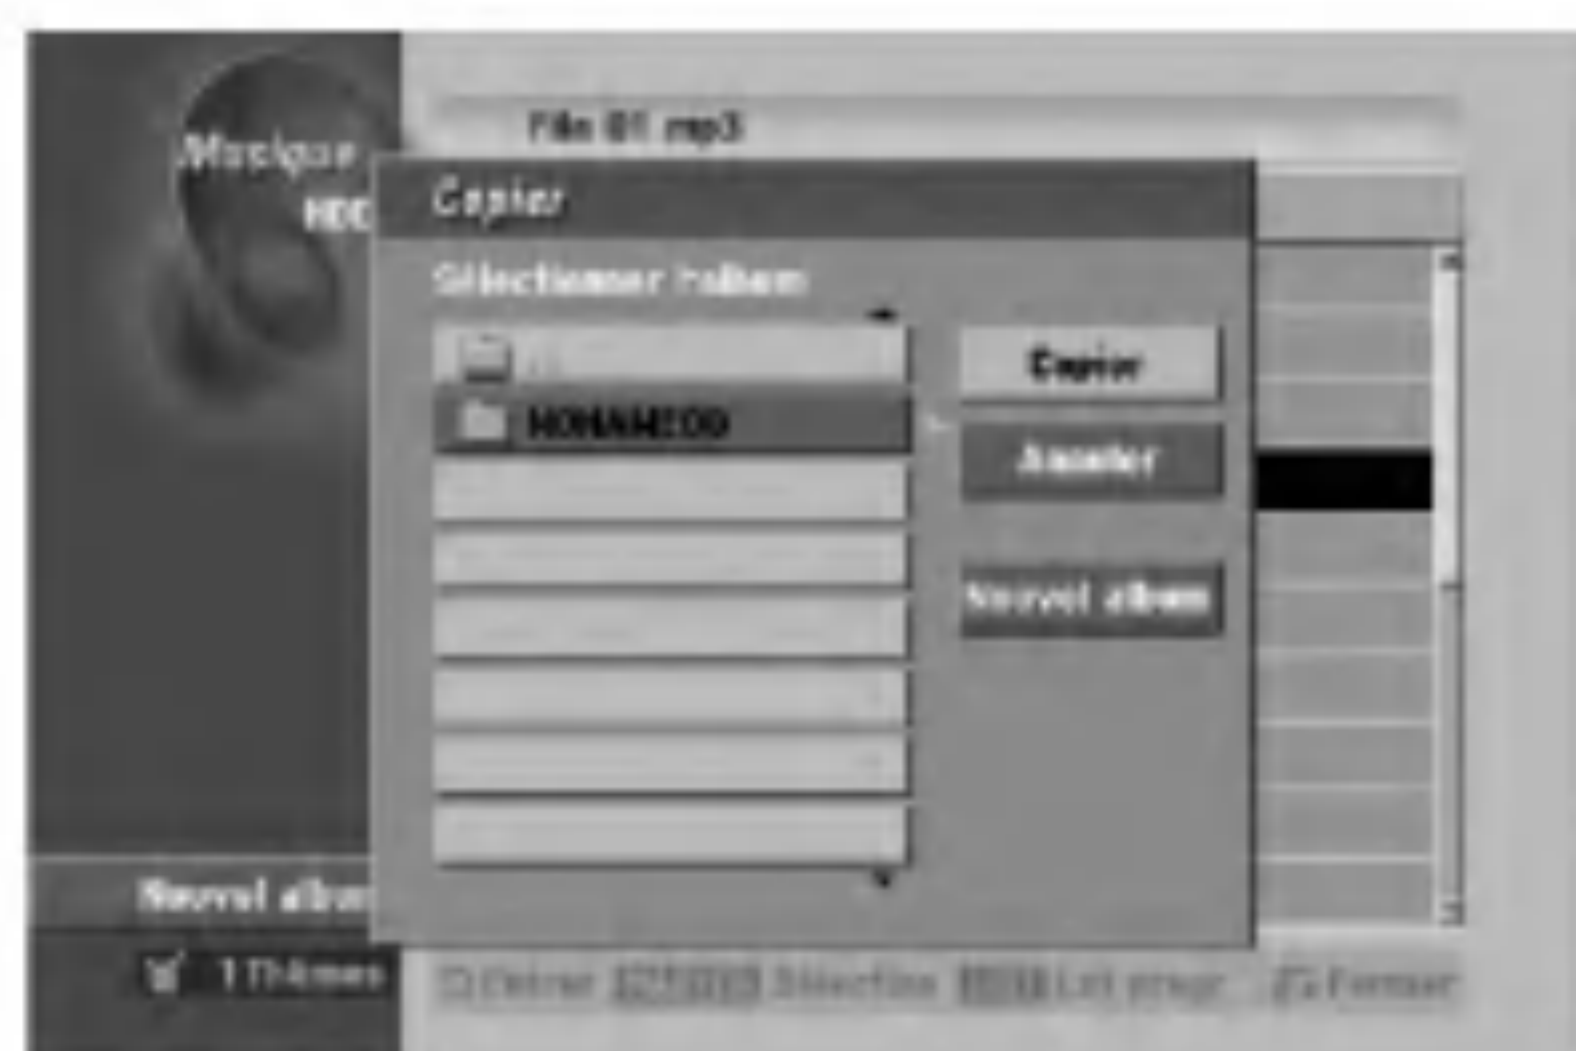 File 01 mp3
Musique
HDD
Copier
Sélectionner l'album
..
NONAME00
Copier
Annuler
Nouvel album
Nouvel album
1 Thèmes
Sélection
Fermer